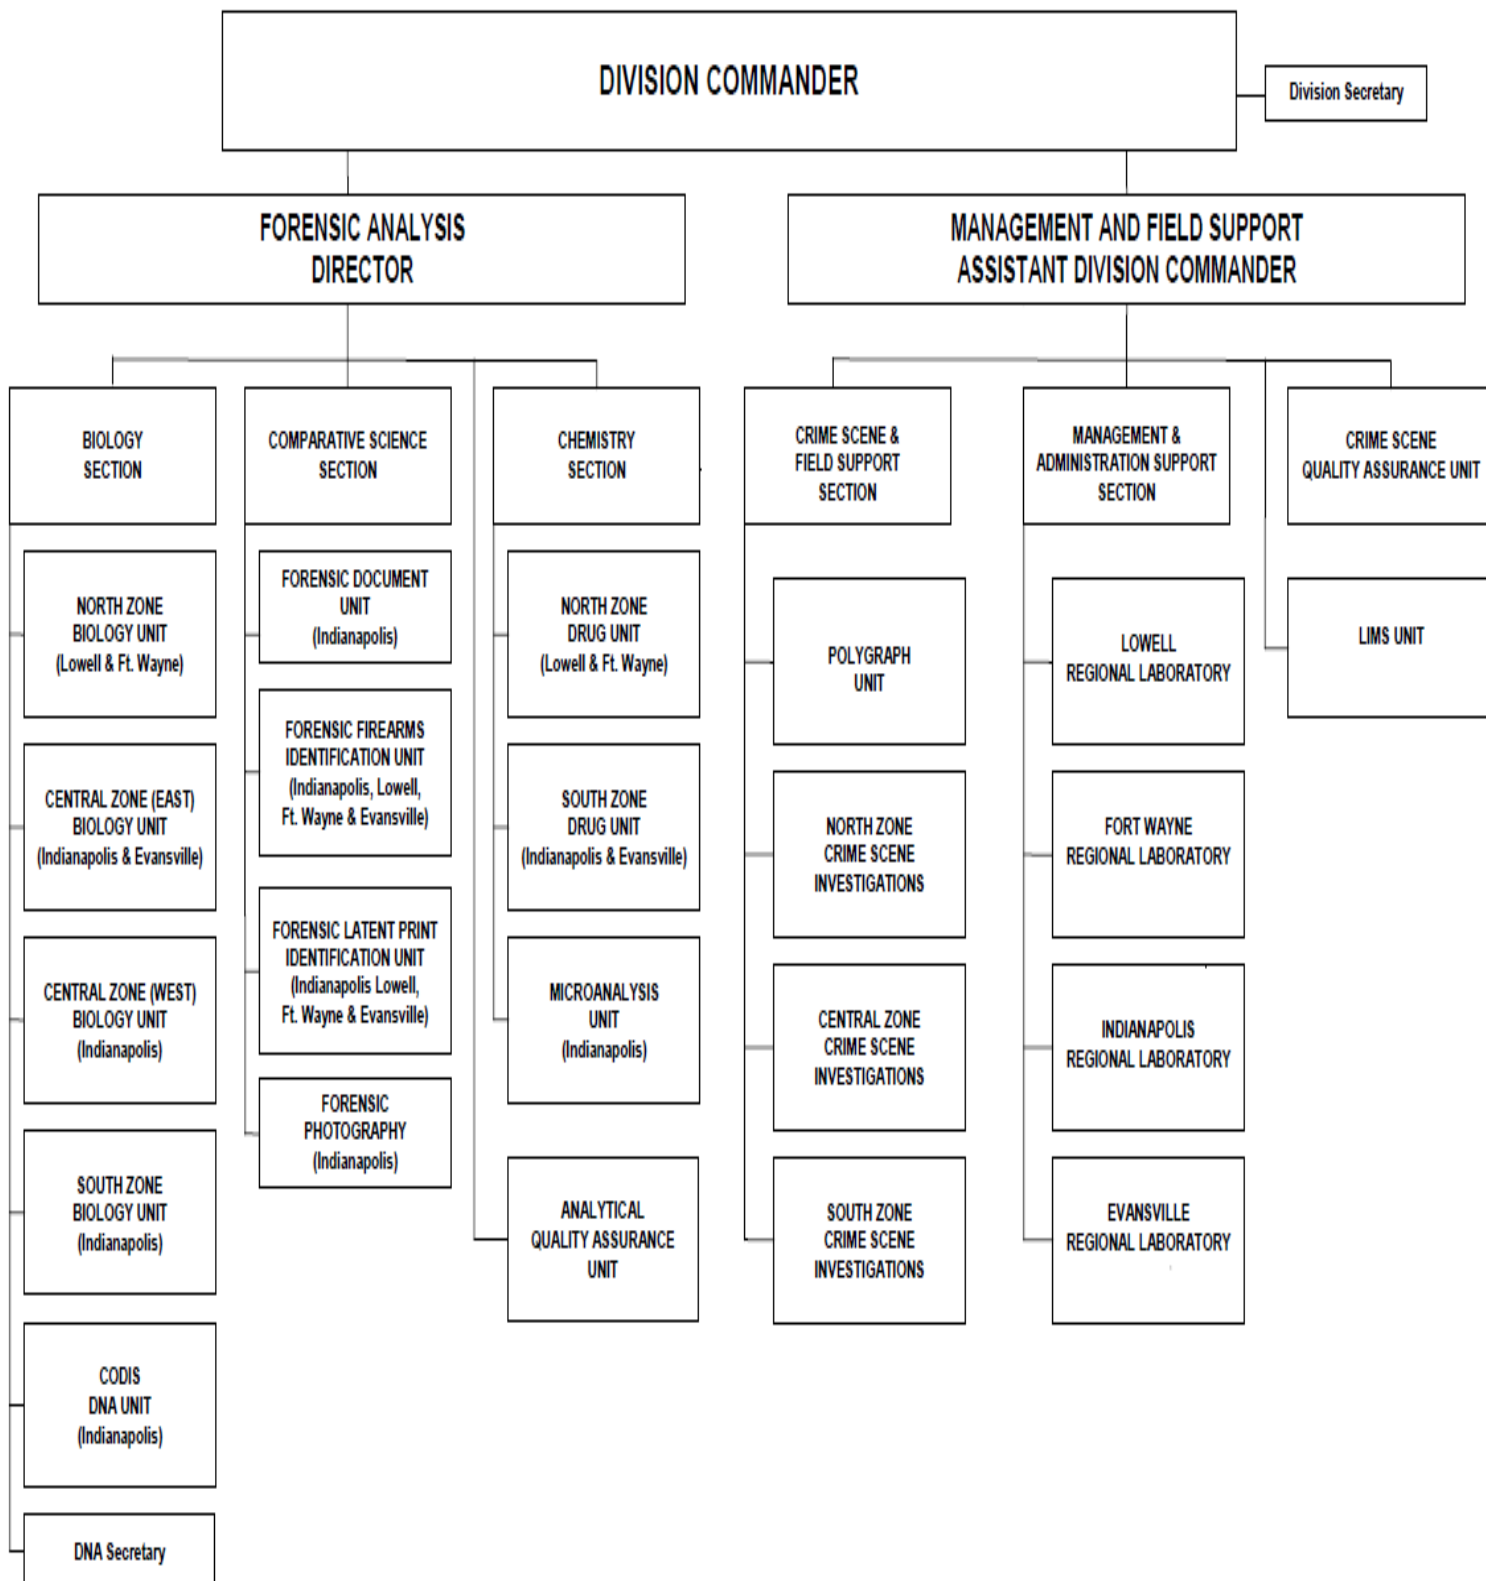 DIVISION COMMANDER
Division Secretary
FORENSIC ANALYSIS
DIRECTOR
MANAGEMENT AND FIELD SUPPORT
ASSISTANT DIVISION COMMANDER
BIOLOGY
SECTION
NORTH ZONE
BIOLOGY UNIT
(Lowell & Ft. Wayne)
CENTRAL ZONE (EAST)
BIOLOGY UNIT
(Indianapolis & Evansville)
CENTRAL ZONE (WEST)
BIOLOGY UNIT
(Indianapolis)
SOUTH ZONE
BIOLOGY UNIT
(Indianapolis)
CODIS
DNA UNIT
(Indianapolis)
DNA Secretary
COMPARATIVE SCIENCE
SECTION
FORENSIC DOCUMENT
UNIT
(Indianapolis)
FORENSIC FIREARMS
IDENTIFICATION UNIT
(Indianapolis, Lowell,
Ft. Wayne & Evansville)
FORENSIC LATENT PRINT
IDENTIFICATION UNIT
(Indianapolis Lowell,
Ft. Wayne & Evansville)
FORENSIC
PHOTOGRAPHY
(Indianapolis)
CHEMISTRY
SECTION
NORTH ZONE
DRUG UNIT
(Lowell & Ft. Wayne)
SOUTH ZONE
DRUG UNIT
(Indianapolis & Evansville)
MICROANALYSIS
UNIT
(Indianapolis)
ANALYTICAL
QUALITY ASSURANCE
UNIT
CRIME SCENE &
FIELD SUPPORT
SECTION
POLYGRAPH
UNIT
NORTH ZONE
CRIME SCENE
INVESTIGATIONS
CENTRAL ZONE
CRIME SCENE
INVESTIGATIONS
SOUTH ZONE
CRIME SCENE
INVESTIGATIONS
MANAGEMENT &
ADMINISTRATION SUPPORT
SECTION
LOWELL
REGIONAL LABORATORY
FORT WAYNE
REGIONAL LABORATORY
INDIANAPOLIS
REGIONAL LABORATORY
EVANSVILLE
REGIONAL LABORATORY
CRIME SCENE
QUALITY ASSURANCE UNIT
LIMS UNIT